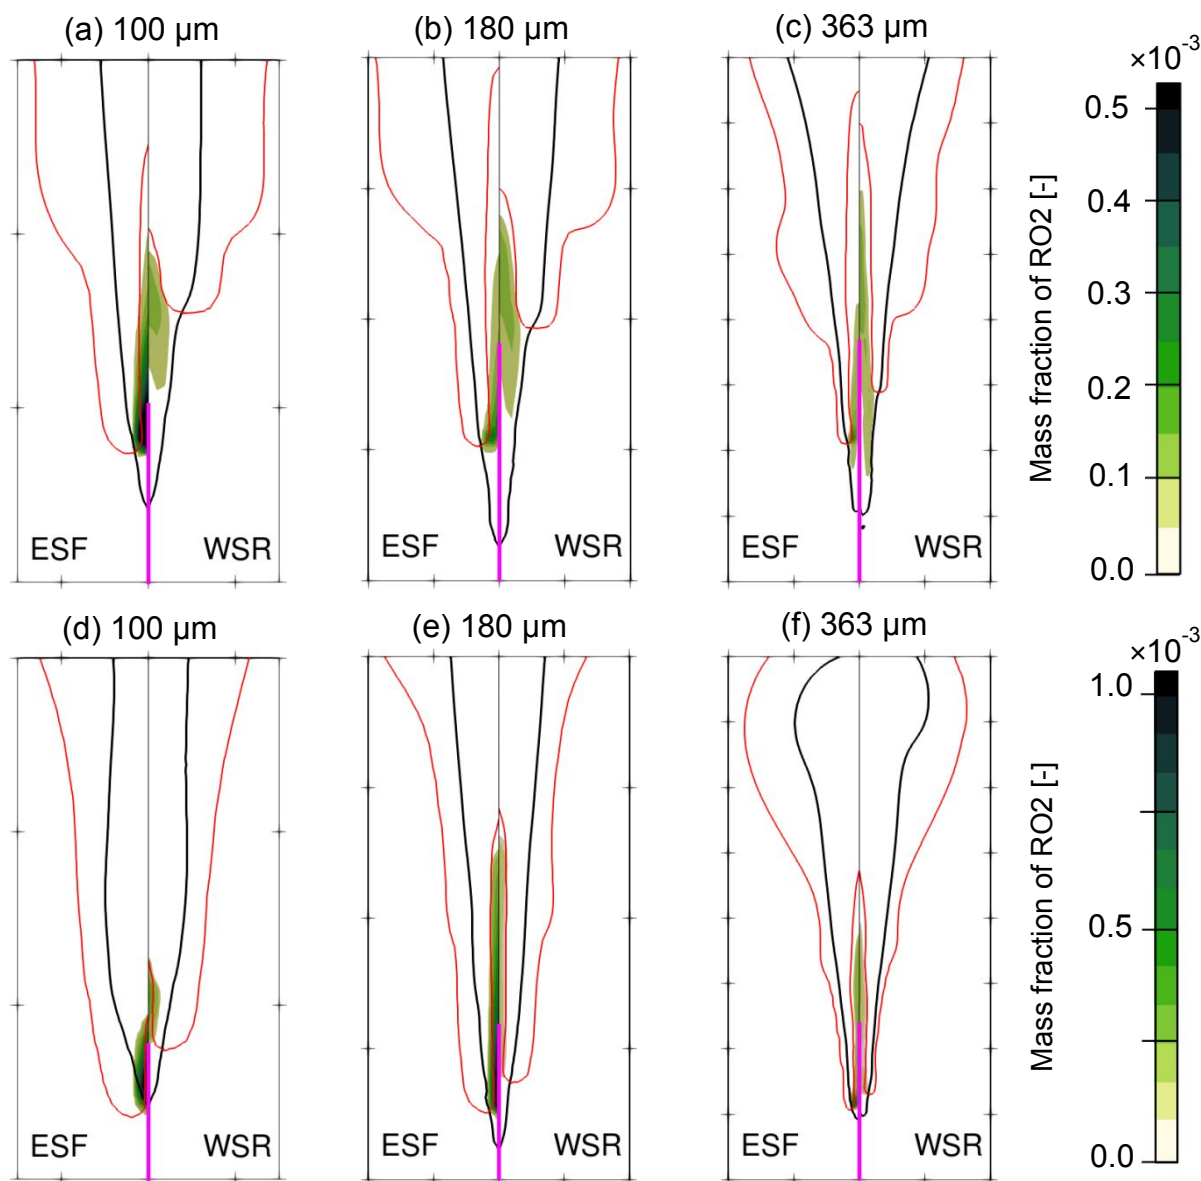 (a) 100 µm
(b) 180 µm
(c) 363 µm
×10⁻³
0.5
0.4
0.3
0.2
0.1
0.0
Mass fraction of RO2 [-]
ESF
WSR
ESF
WSR
ESF
WSR
(d) 100 µm
(e) 180 µm
(f) 363 µm
×10⁻³
1.0
0.5
0.0
Mass fraction of RO2 [-]
ESF
WSR
ESF
WSR
ESF
WSR